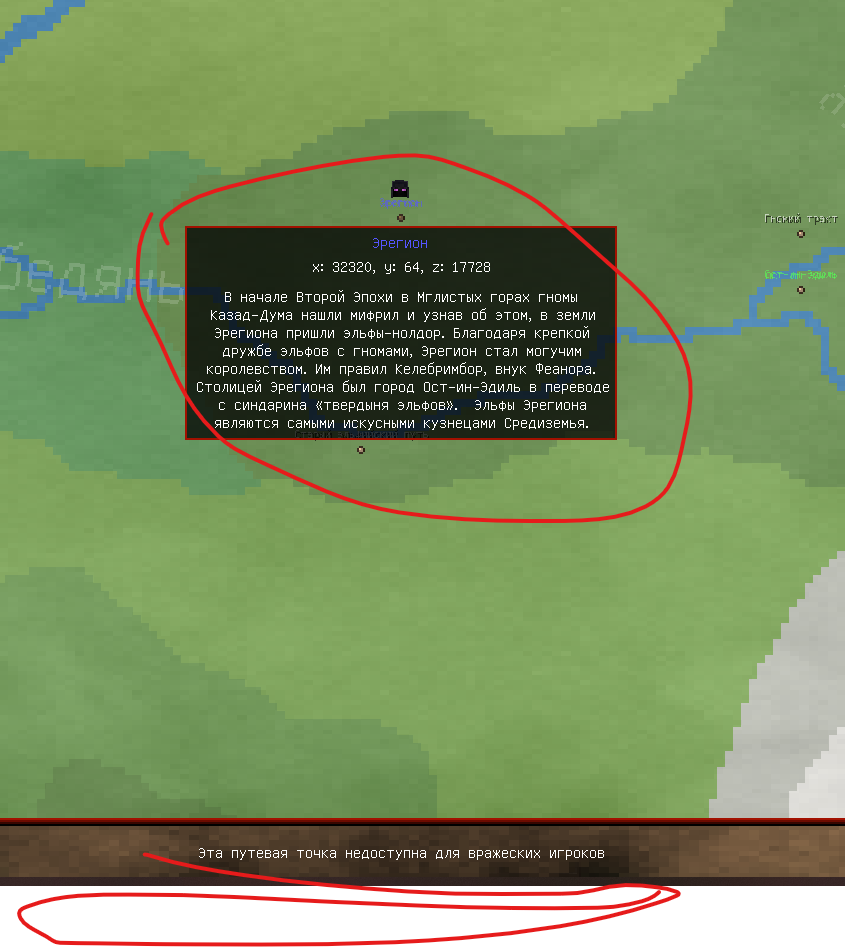 Эрегион
Гнский тракт
Ост-ин-Эдиль
Эрегион
x: 32320, y: 64, z: 17728
В начале Второй Эпохи в Мглистых горах гномы
Казад-Дума нашли мифрил и узнав об этом, в земли
Эрегиона пришли эльфы-нолдор. Благодаря крепкой
дружбе эльфов с гномами, Эрегион стал могучим
королевством. Им правил Келебримбор, внук Феанора.
Столицей Эрегиона был город Ост-ин-Эдиль в переводе
с синдарина «твердыня эльфов». Эльфы Эрегиона
являются самыми искусными кузнецами Средиземья.
Эта путевая точка недоступна для вражеских игроков